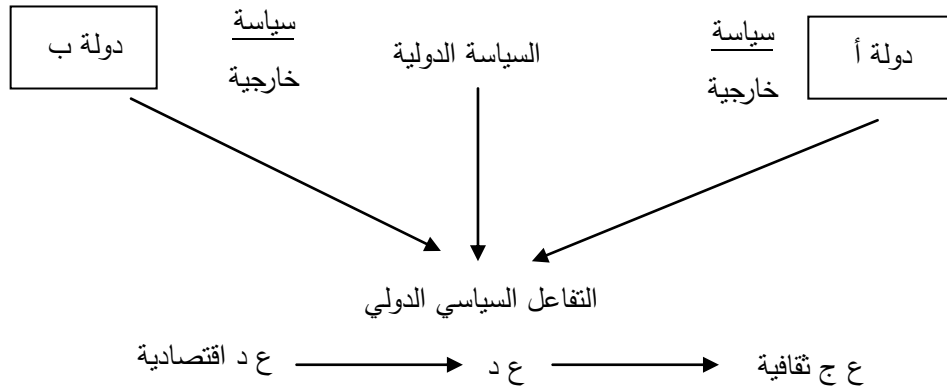 دولة أ
سياسة
خارجية
السياسة الدولية
سياسة
خارجية
دولة ب
التفاعل السياسي الدولي
ع ج ثقافية
ع د
ع د اقتصادية